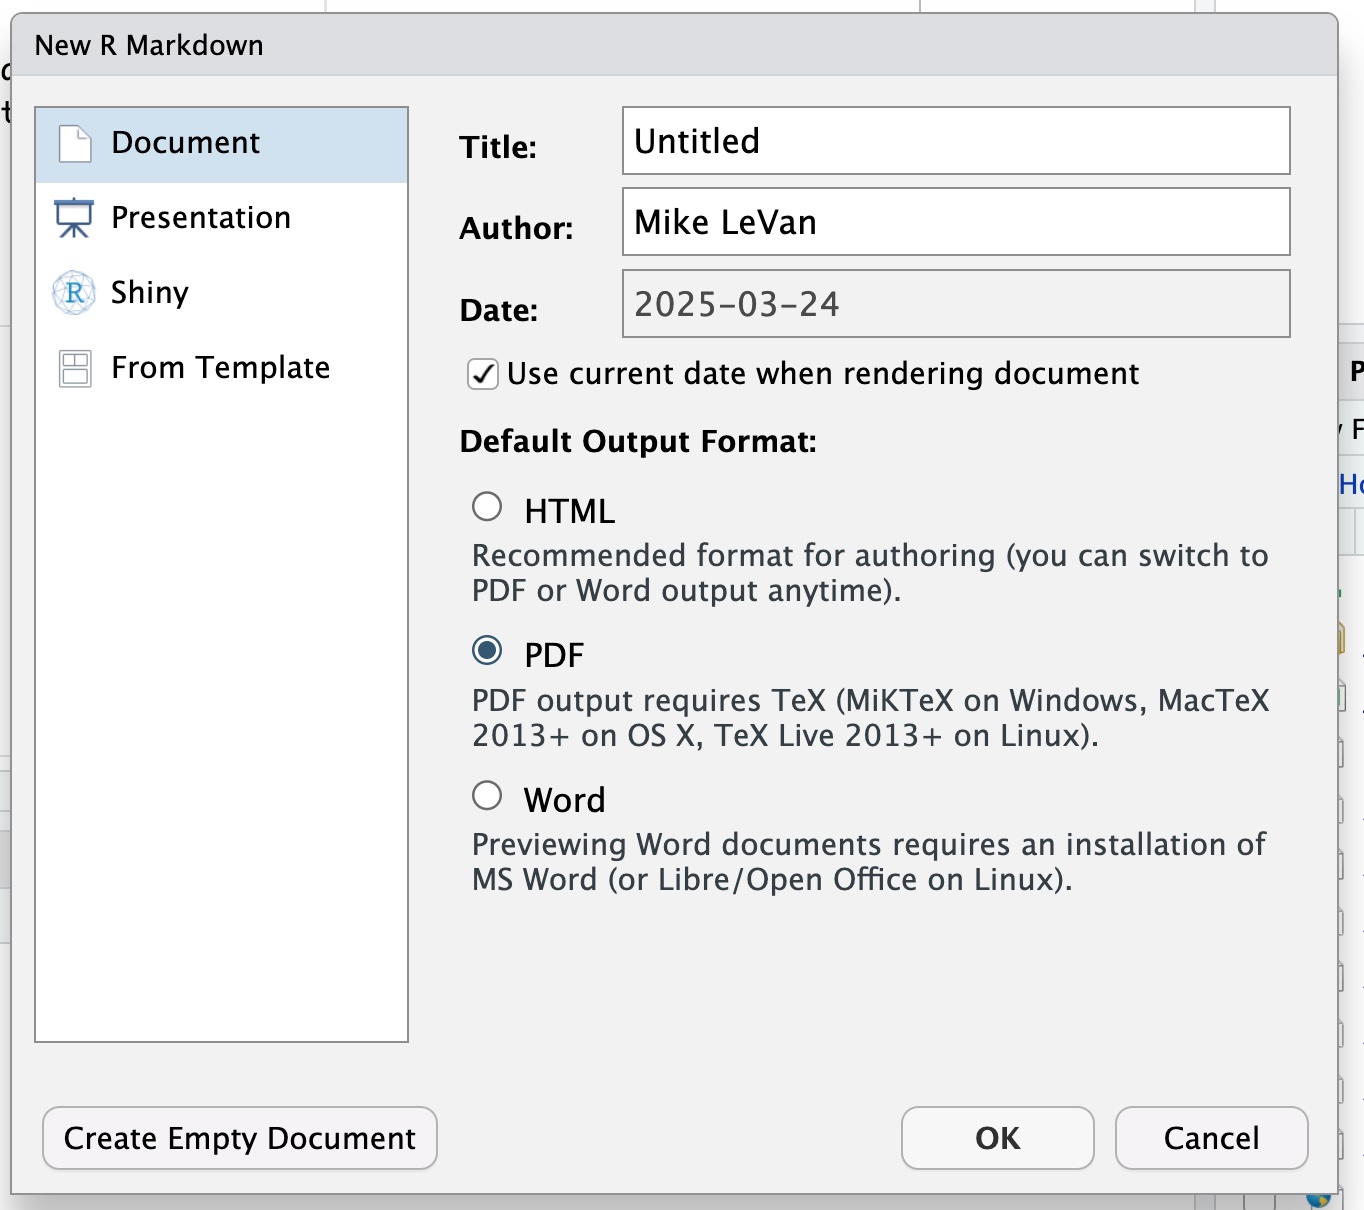 New R Markdown
Document
Presentation
Shiny
From Template
Title: Untitled
Author: Mike LeVan
Date: 2025-03-24
Use current date when rendering document
Default Output Format:
HTML
Recommended format for authoring (you can switch to
PDF or Word output anytime).
PDF
PDF output requires TeX (MiKTeX on Windows, MacTeX
2013+ on OS X, TeX Live 2013+ on Linux).
Word
Previewing Word documents requires an installation of
MS Word (or Libre/Open Office on Linux).
Create Empty Document
OK
Cancel